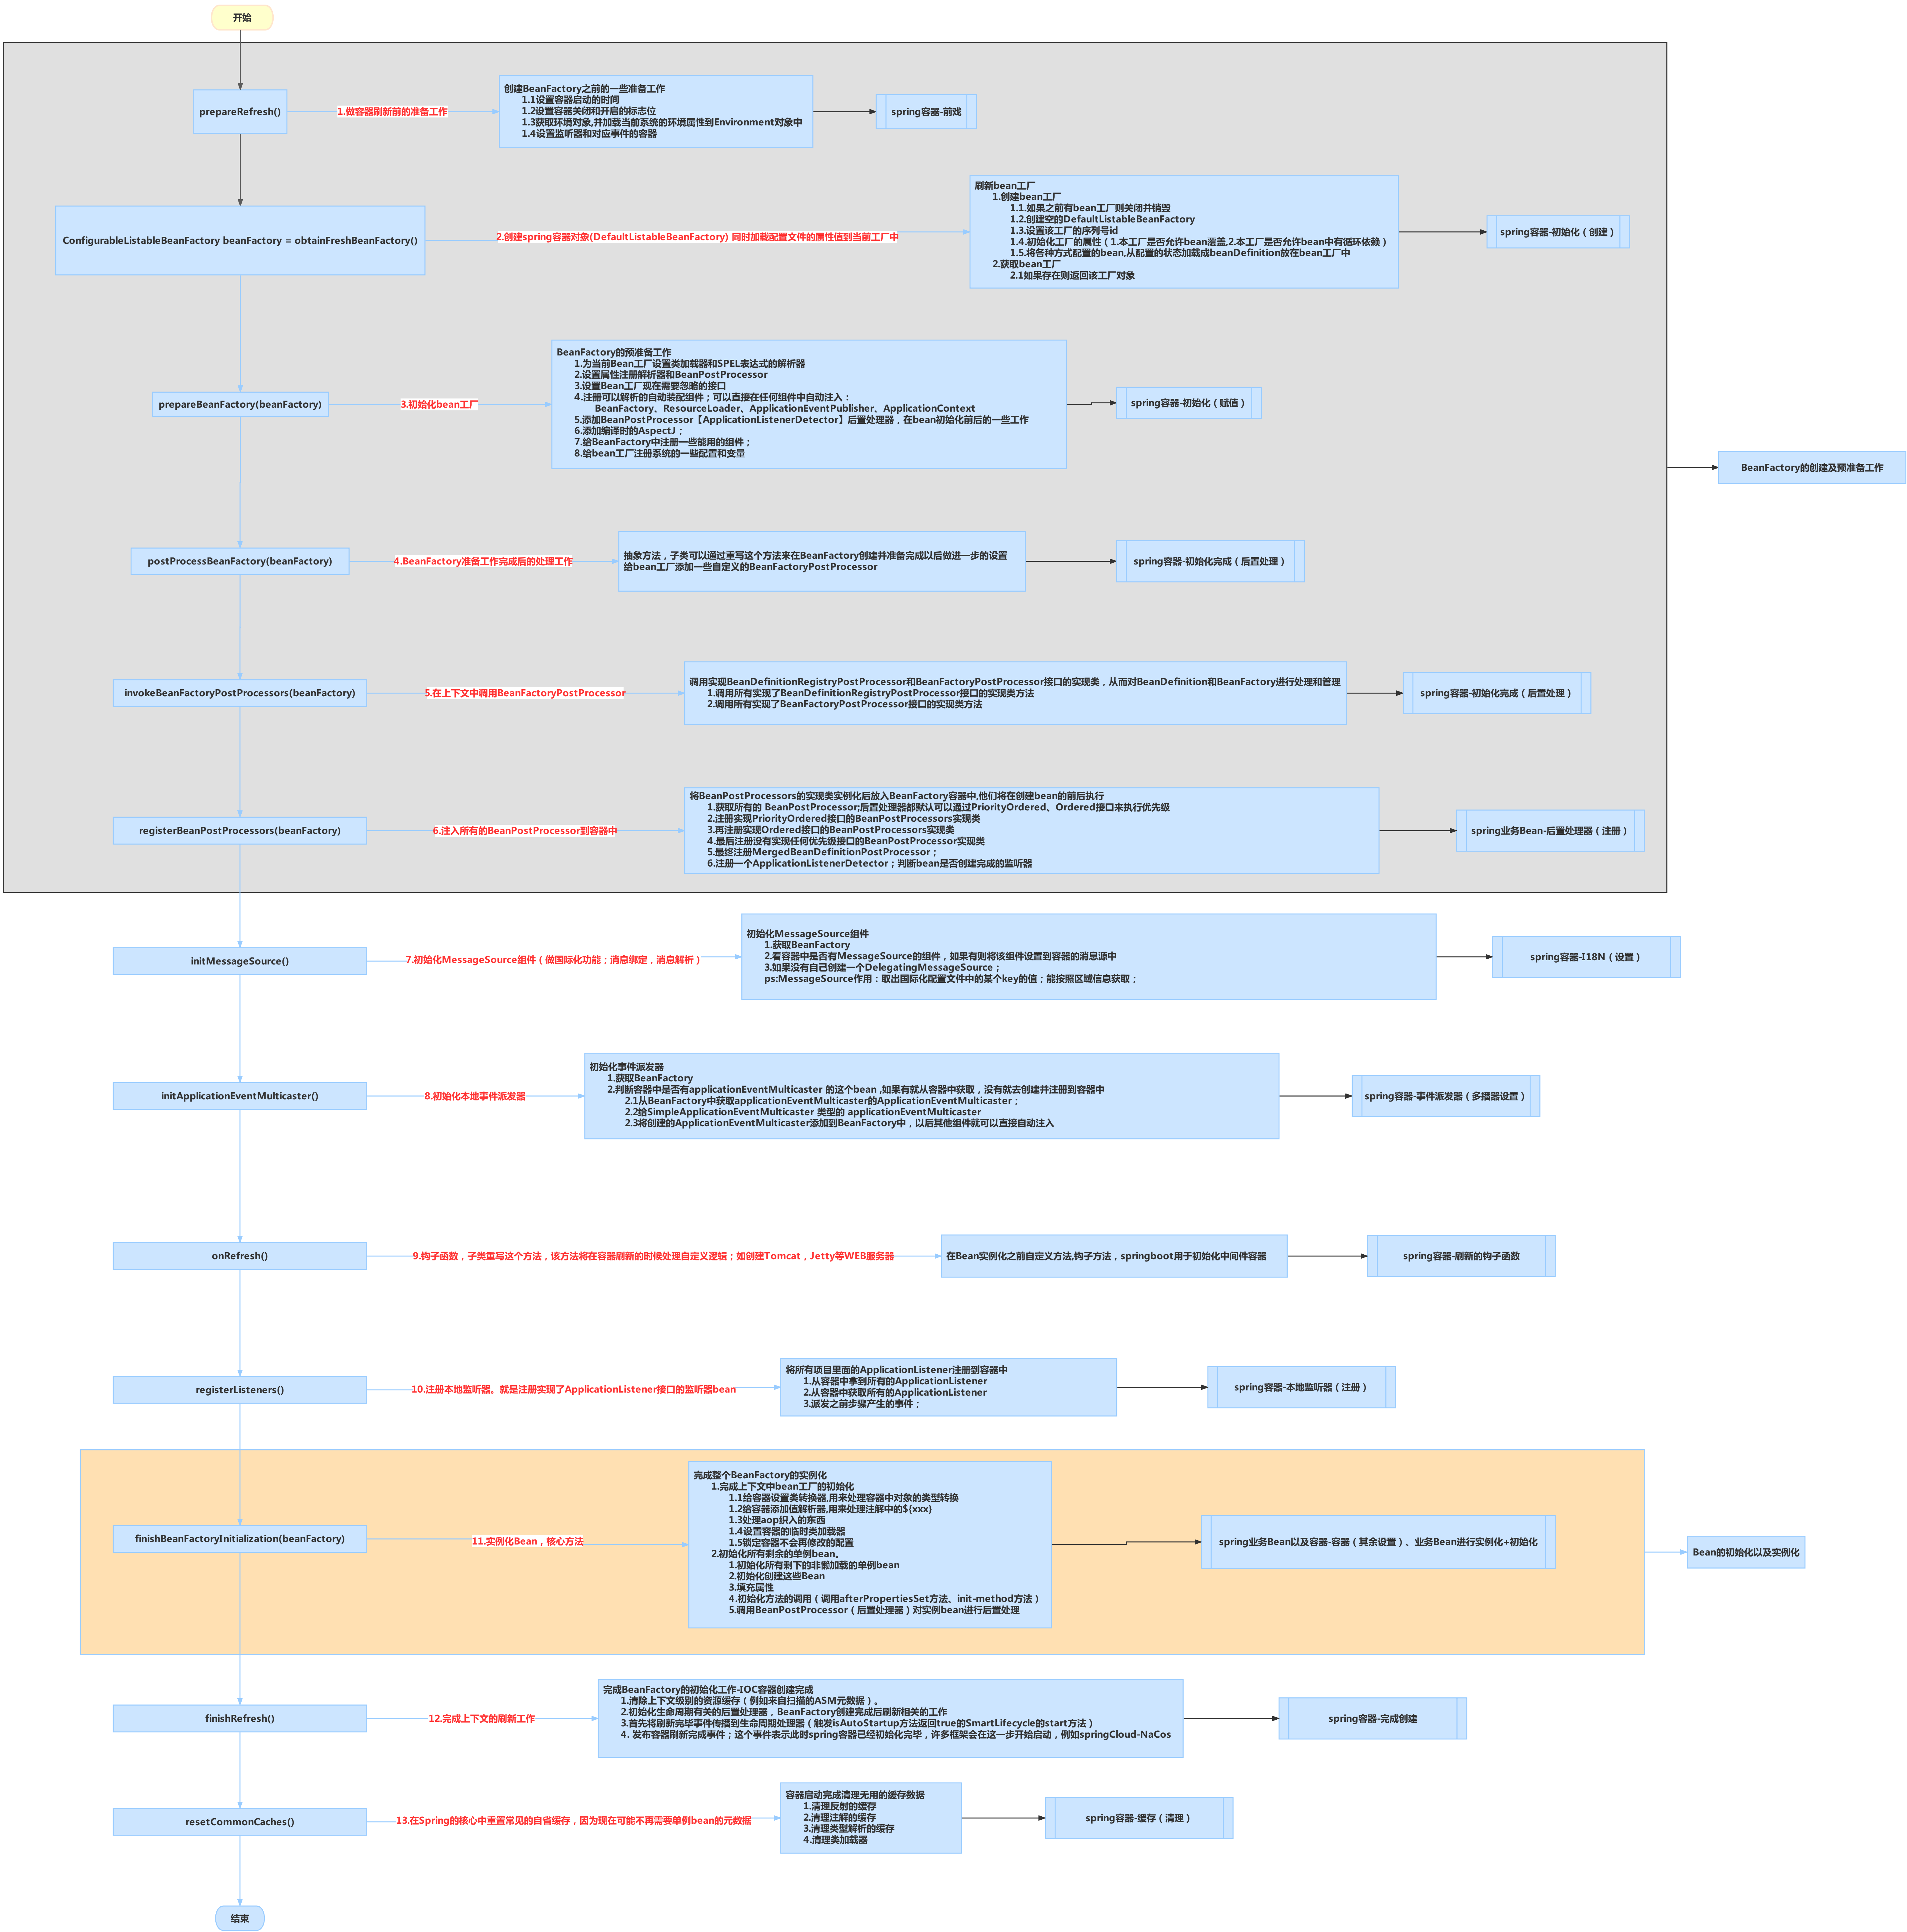 开始
prepareRefresh()
1.做容器刷新前的准备工作
创建BeanFactory之前的一些准备工作
1.1设置容器启动的时间
1.2设置容器关闭和开启的标志位
1.3获取环境对象,并加载当前系统的环境属性到Environment对象中
1.4设置监听器和对应事件的容器
spring容器-前戏
ConfigurableListableBeanFactory beanFactory = obtainFreshBeanFactory()
2.创建spring容器对象(DefaultListableBeanFactory) 同时加载配置文件的属性值到当前工厂中
刷新bean工厂
1.创建bean工厂
1.1.如果之前有bean工厂则关闭并销毁
1.2.创建空的DefaultListableBeanFactory
1.3.设置该工厂的序列号id
1.4.初始化工厂的属性（1.本工厂是否允许bean覆盖,2.本工厂是否允许bean中有循环依赖）
1.5.将各种方式配置的bean,从配置的状态加载成beanDefinition放在bean工厂中
2.获取bean工厂
2.1如果存在则返回该工厂对象
spring容器-初始化（创建）
prepareBeanFactory(beanFactory)
3.初始化bean工厂
BeanFactory的预准备工作
1.为当前Bean工厂设置类加载器和SPEL表达式的解析器
2.设置属性注册解析器和BeanPostProcessor
3.设置Bean工厂现在需要忽略的接口
4.注册可以解析的自动装配组件；可以直接在任何组件中自动注入：
BeanFactory、ResourceLoader、ApplicationEventPublisher、ApplicationContext
5.添加BeanPostProcessor【ApplicationListenerDetector】后置处理器，在bean初始化前后的一些工作
6.添加编译时的AspectJ；
7.给BeanFactory中注册一些能用的组件；
8.给bean工厂注册系统的一些配置和变量
spring容器-初始化（赋值）
BeanFactory的创建及预准备工作
postProcessBeanFactory(beanFactory)
4.BeanFactory准备工作完成后的处理工作
抽象方法，子类可以通过重写这个方法来在BeanFactory创建并准备完成以后做进一步的设置
给bean工厂添加一些自定义的BeanFactoryPostProcessor
spring容器-初始化完成（后置处理）
invokeBeanFactoryPostProcessors(beanFactory)
5.在上下文中调用BeanFactoryPostProcessor
调用实现BeanDefinitionRegistryPostProcessor和BeanFactoryPostProcessor接口的实现类，从而对BeanDefinition和BeanFactory进行处理和管理
1.调用所有实现了BeanDefinitionRegistryPostProcessor接口的实现类方法
2.调用所有实现了BeanFactoryPostProcessor接口的实现类方法
spring容器-初始化完成（后置处理）
registerBeanPostProcessors(beanFactory)
6.注入所有的BeanPostProcessor到容器中
将BeanPostProcessors的实现类实例化后放入BeanFactory容器中,他们将在创建bean的前后执行
1.获取所有的 BeanPostProcessor;后置处理器都默认可以通过PriorityOrdered、Ordered接口来执行优先级
2.注册实现PriorityOrdered接口的BeanPostProcessors实现类
3.再注册实现Ordered接口的BeanPostProcessors实现类
4.最后注册没有实现任何优先级接口的BeanPostProcessor实现类
5.最终注册MergedBeanDefinitionPostProcessor；
6.注册一个ApplicationListenerDetector；判断bean是否创建完成的监听器
spring业务Bean-后置处理器（注册）
initMessageSource()
7.初始化MessageSource组件（做国际化功能；消息绑定，消息解析）
初始化MessageSource组件
1.获取BeanFactory
2.看容器中是否有MessageSource的组件，如果有则将该组件设置到容器的消息源中
3.如果没有自己创建一个DelegatingMessageSource；
ps:MessageSource作用：取出国际化配置文件中的某个key的值；能按照区域信息获取；
spring容器-I18N（设置）
initApplicationEventMulticaster()
8.初始化本地事件派发器
初始化事件派发器
1.获取BeanFactory
2.判断容器中是否有applicationEventMulticaster 的这个bean ,如果有就从容器中获取，没有就去创建并注册到容器中
2.1从BeanFactory中获取applicationEventMulticaster的ApplicationEventMulticaster；
2.2给SimpleApplicationEventMulticaster 类型的 applicationEventMulticaster
2.3将创建的ApplicationEventMulticaster添加到BeanFactory中，以后其他组件就可以直接自动注入
spring容器-事件派发器（多播器设置）
onRefresh()
9.钩子函数，子类重写这个方法，该方法将在容器刷新的时候处理自定义逻辑；如创建Tomcat，Jetty等WEB服务器
在Bean实例化之前自定义方法,钩子方法，springboot用于初始化中间件容器
spring容器-刷新的钩子函数
registerListeners()
10.注册本地监听器。就是注册实现了ApplicationListener接口的监听器bean
将所有项目里面的ApplicationListener注册到容器中
1.从容器中拿到所有的ApplicationListener
2.从容器中获取所有的ApplicationListener
3.派发之前步骤产生的事件；
spring容器-本地监听器（注册）
finishBeanFactoryInitialization(beanFactory)
11.实例化Bean，核心方法
完成整个BeanFactory的实例化
1.完成上下文中bean工厂的初始化
1.1给容器设置类转换器,用来处理容器中对象的类型转换
1.2给容器添加值解析器,用来处理注解中的${xxx}
1.3处理aop织入的东西
1.4设置容器的临时类加载器
1.5锁定容器不会再修改的配置
2.初始化所有剩余的单例bean。
1.初始化所有剩下的非懒加载的单例bean
2.初始化创建这些Bean
3.填充属性
4.初始化方法的调用（调用afterPropertiesSet方法、init-method方法）
5.调用BeanPostProcessor（后置处理器）对实例bean进行后置处理
spring业务Bean以及容器-容器（其余设置）、业务Bean进行实例化+初始化
Bean的初始化以及实例化
finishRefresh()
12.完成上下文的刷新工作
完成BeanFactory的初始化工作-IOC容器创建完成
1.清除上下文级别的资源缓存（例如来自扫描的ASM元数据）。
2.初始化生命周期有关的后置处理器，BeanFactory创建完成后刷新相关的工作
3.首先将刷新完毕事件传播到生命周期处理器（触发isAutoStartup方法返回true的SmartLifecycle的start方法）
4. 发布容器刷新完成事件；这个事件表示此时spring容器已经初始化完毕，许多框架会在这一步开始启动，例如springCloud-NaCos
spring容器-完成创建
resetCommonCaches()
13.在Spring的核心中重置常见的自省缓存，因为现在可能不再需要单例bean的元数据
容器启动完成清理无用的缓存数据
1.清理反射的缓存
2.清理注解的缓存
3.清理类型解析的缓存
4.清理类加载器
spring容器-缓存（清理）
结束